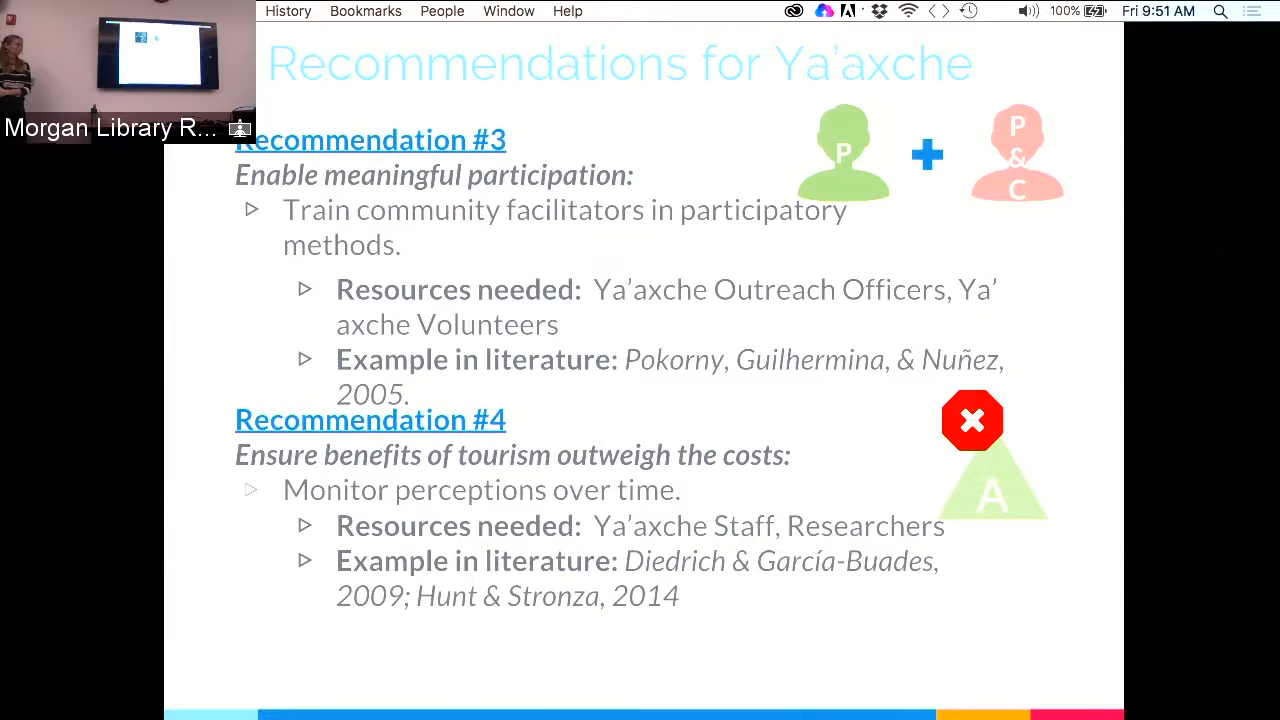 History Bookmarks People Window Help 100% Fri 9:51 AM
Recommendations for Ya’axche
Morgan Library R...
Recommendation #3
Enable meaningful participation:
Train community facilitators in participatory
methods.
Resources needed: Ya’axche Outreach Officers, Ya’
axche Volunteers
Example in literature: Pokorny, Guilhermina, & Nuñez,
2005.
P
P
&
C
Recommendation #4
Ensure benefits of tourism outweigh the costs:
Monitor perceptions over time.
Resources needed: Ya’axche Staff, Researchers
Example in literature: Diedrich & García-Buades,
2009; Hunt & Stronza, 2014
A